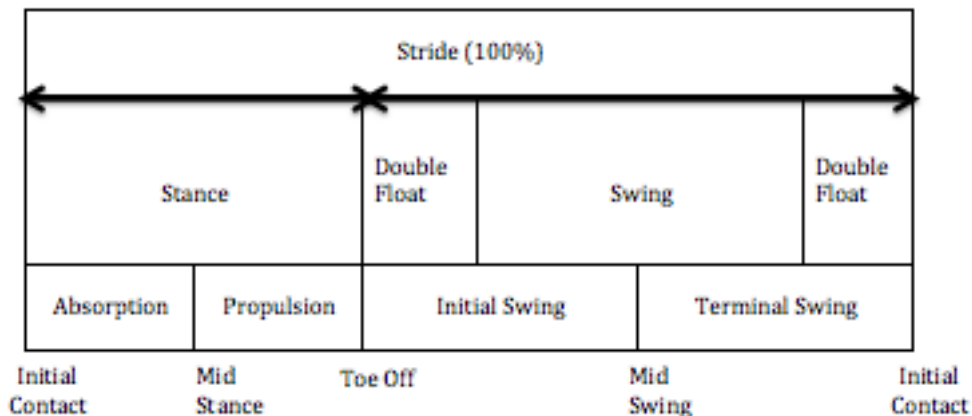 Stride (100%)
Stance
Double
Float
Swing
Double
Float
Absorption
Propulsion
Initial Swing
Terminal Swing
Initial
Contact
Mid
Stance
Toe Off
Mid
Swing
Initial
Contact